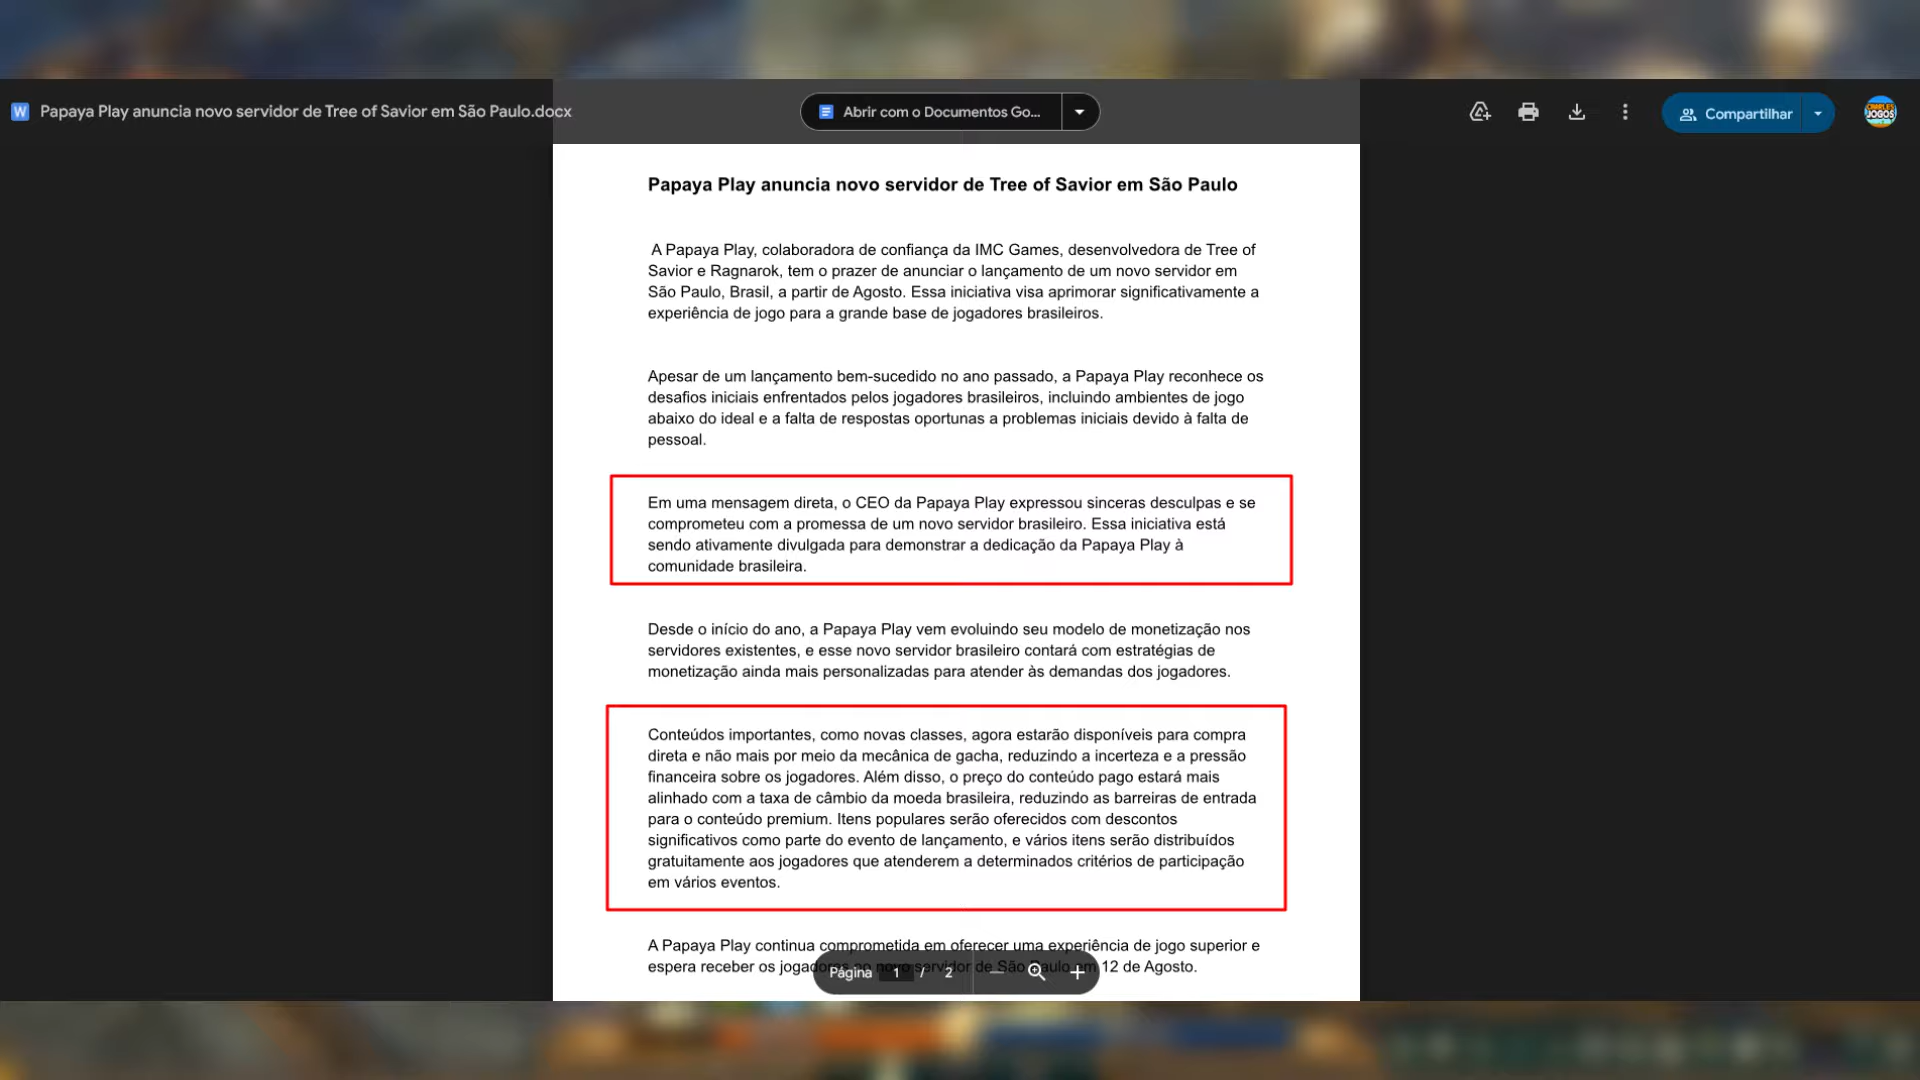 Papaya Play anuncia novo servidor de Tree of Savior em São Paulo.docx
Abrir com o Documentos Go...
Compartilhar
CHARLES JOGOS
Papaya Play anuncia novo servidor de Tree of Savior em São Paulo
A Papaya Play, colaboradora de confiança da IMC Games, desenvolvedora de Tree of
Savior e Ragnarok, tem o prazer de anunciar o lançamento de um novo servidor em
São Paulo, Brasil, a partir de Agosto. Essa iniciativa visa aprimorar significativamente a
experiência de jogo para a grande base de jogadores brasileiros.
Apesar de um lançamento bem-sucedido no ano passado, a Papaya Play reconhece os
desafios iniciais enfrentados pelos jogadores brasileiros, incluindo ambientes de jogo
abaixo do ideal e a falta de respostas oportunas a problemas iniciais devido à falta de
pessoal.
Em uma mensagem direta, o CEO da Papaya Play expressou sinceras desculpas e se
comprometeu com a promessa de um novo servidor brasileiro. Essa iniciativa está
sendo ativamente divulgada para demonstrar a dedicação da Papaya Play à
comunidade brasileira.
Desde o início do ano, a Papaya Play vem evoluindo seu modelo de monetização nos
servidores existentes, e esse novo servidor brasileiro contará com estratégias de
monetização ainda mais personalizadas para atender às demandas dos jogadores.
Conteúdos importantes, como novas classes, agora estarão disponíveis para compra
direta e não mais por meio da mecânica de gacha, reduzindo a incerteza e a pressão
financeira sobre os jogadores. Além disso, o preço do conteúdo pago estará mais
alinhado com a taxa de câmbio da moeda brasileira, reduzindo as barreiras de entrada
para o conteúdo premium. Itens populares serão oferecidos com descontos
significativos como parte do evento de lançamento, e vários itens serão distribuídos
gratuitamente aos jogadores que atenderem a determinados critérios de participação
em vários eventos.
A Papaya Play continua comprometida em oferecer uma experiência de jogo superior e
espera receber os jogadores no novo servidor de São Paulo em 12 de Agosto.
Página 1 / 2